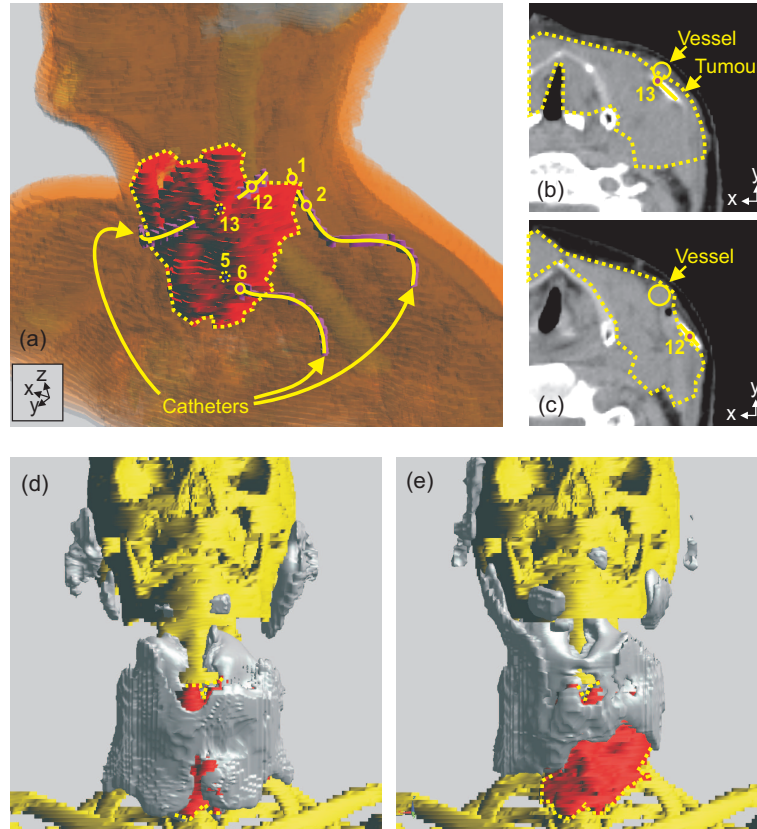 1
2
12
13
5
6
(a)
z
x
y
Catheters
Vessel
Tumou
13
(b)
y
x
Vessel
12
(c)
y
x
(d)
(e)